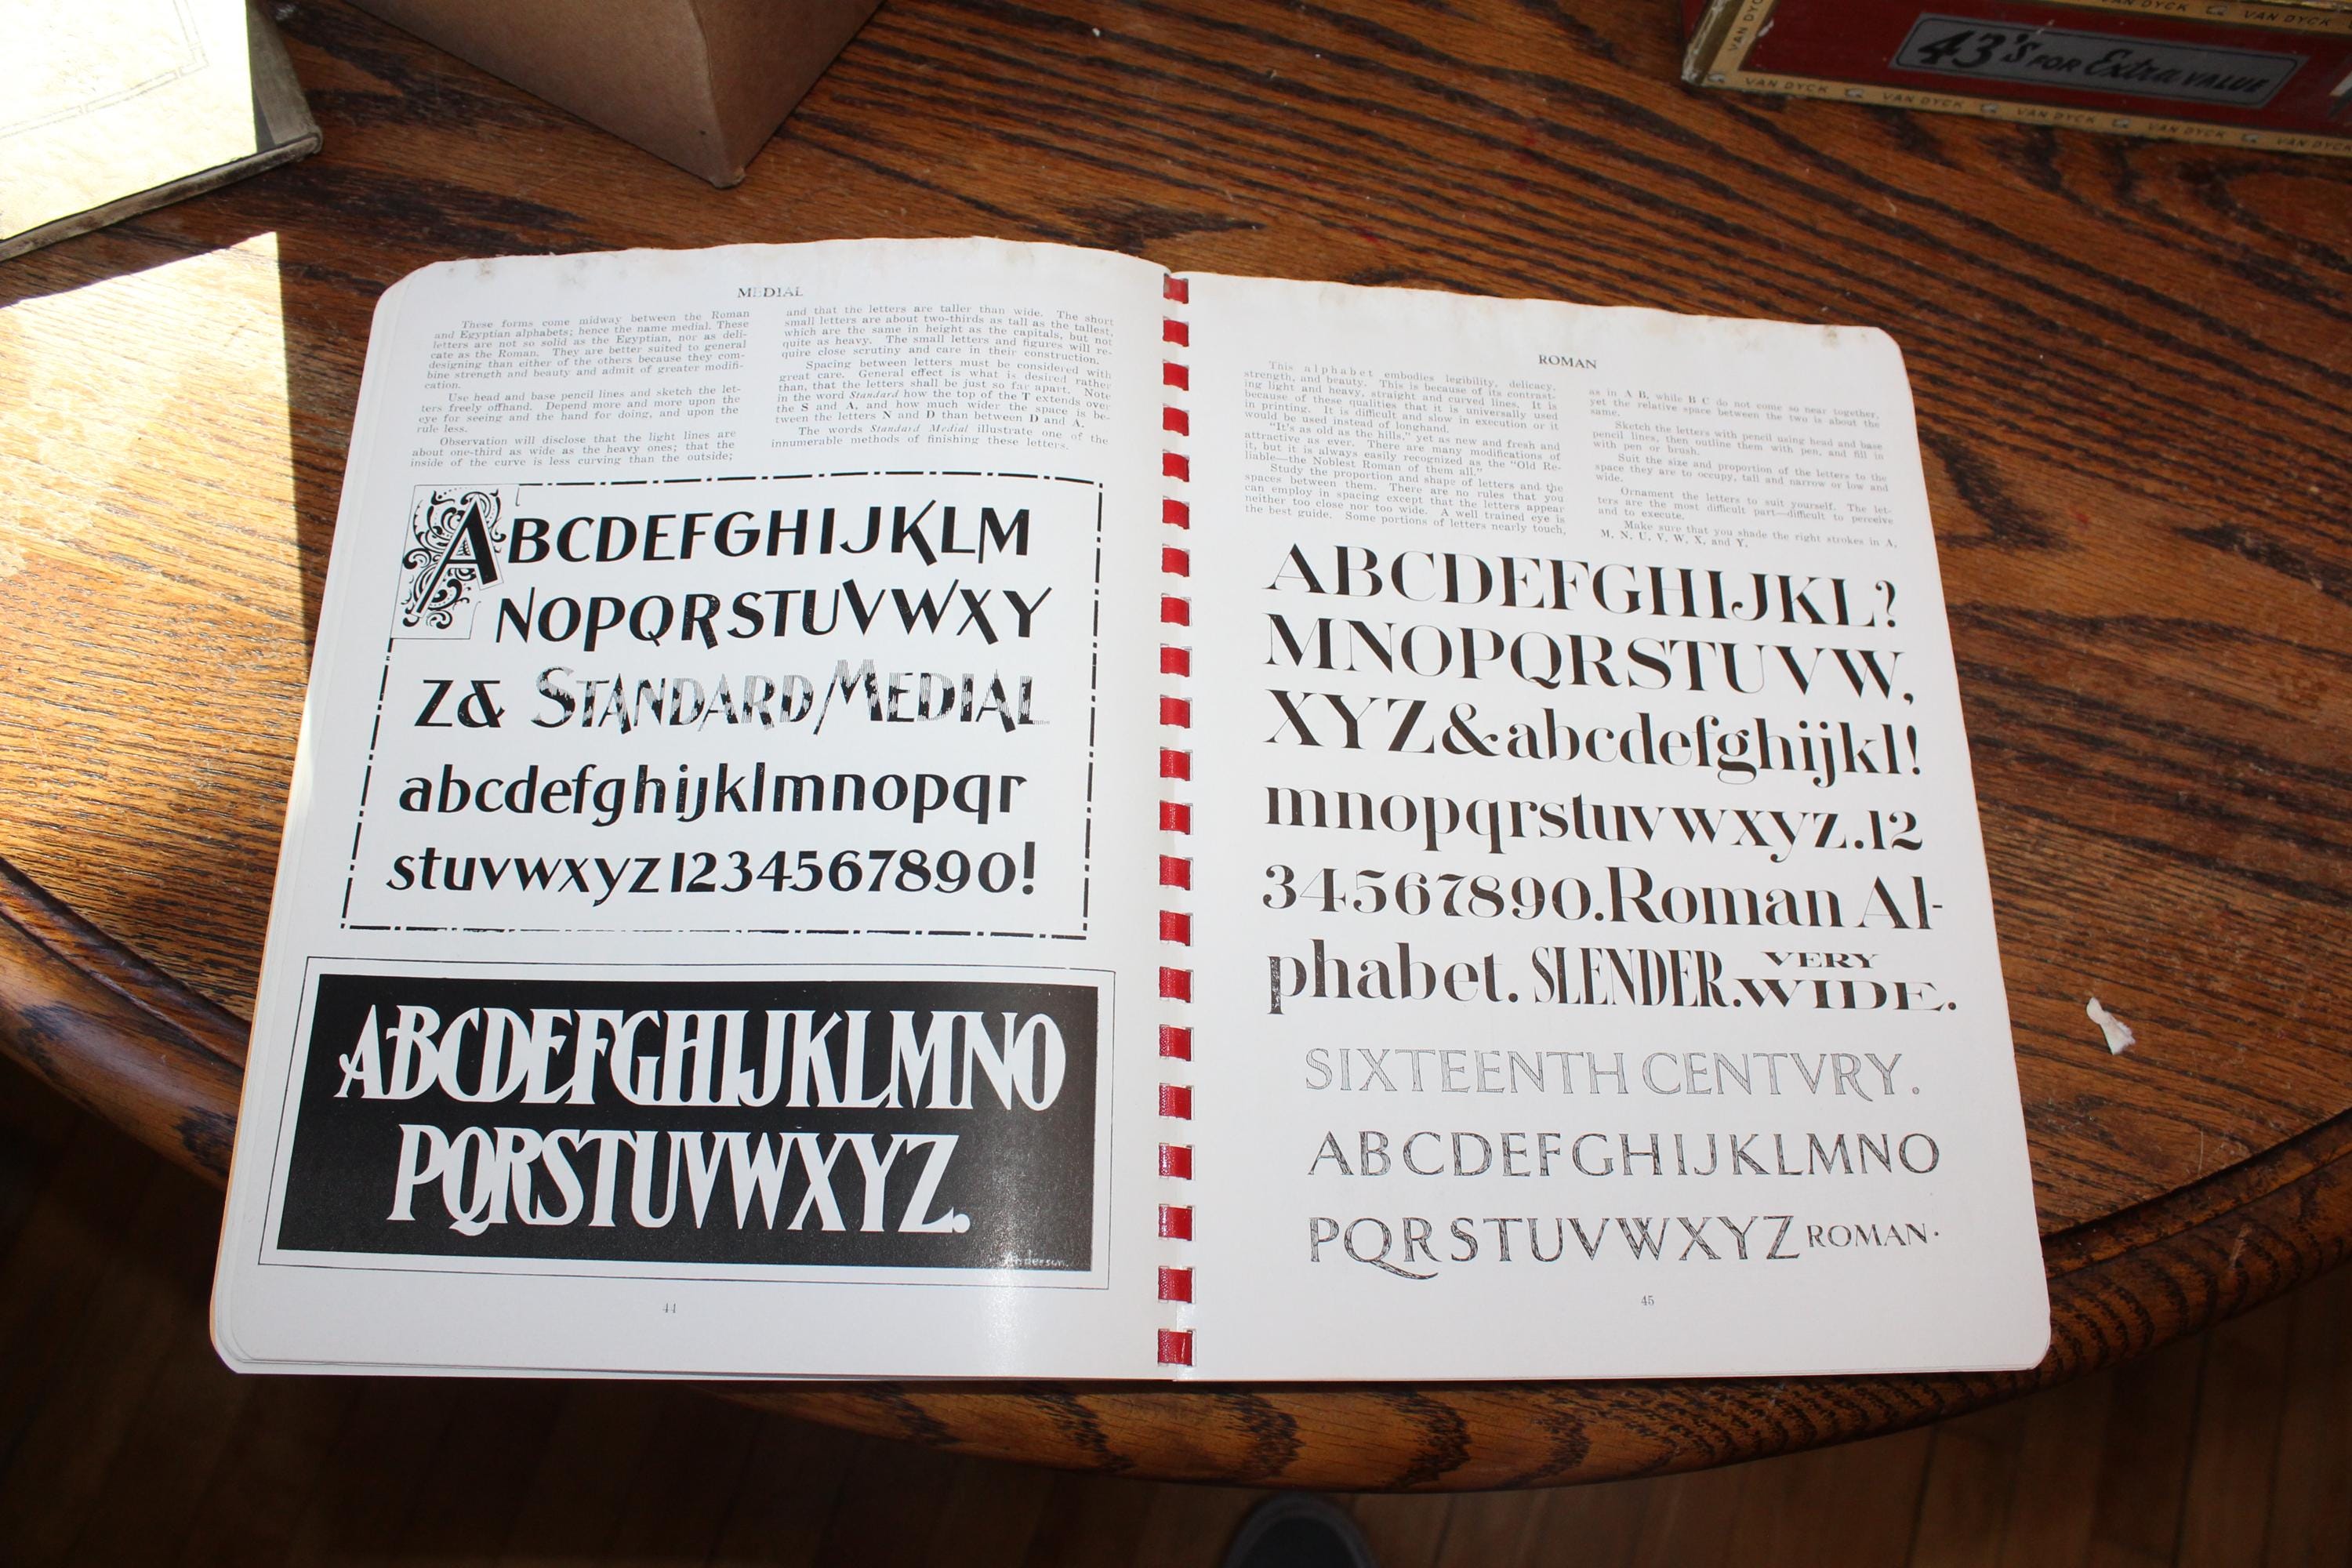 VAN DYCK VAN DYCK
VAN DYCK
43's FOR Extra VALUE
VAN DYCK VAN DYCK VAN DYCK VAN DYCK VAN DYCK
MEDIAL
These forms come midway between the Roman
and Egyptian alphabets; hence the name medial. These
letters are not so solid as the Egyptian, nor as deli-
cate as the Roman. They are better suited to general
designing than either of the others because they com-
bine strength and beauty and admit of greater modifi-
cation.
Use head and base pencil lines and sketch the let-
ters freely offhand. Depend more and more upon the
eye for seeing and the hand for doing, and upon the
rule less.
Observation will disclose that the light lines are
about one-third as wide as the heavy ones; that the
inside of the curve is less curving than the outside;
and that the letters are taller than wide. The short
small letters are about two-thirds as tall as the tallest,
which are the same in height as the capitals, but not
quite as heavy. The small letters and figures will re-
quire close scrutiny and care in their construction.
Spacing between letters must be considered with
great care. General effect is what is desired rather
than, that the letters shall be just so far apart. Note
in the word Standard how the top of the T extends over
the S and A, and how much wider the space is be-
tween the letters N and D than between D and A.
The words Standard Medial illustrate one of the
innumerable methods of finishing these letters.
ABCDEFGHIJKLM
NOPQRSTUVWXY
Z& STANDARD MEDIAL
abcdefghijklmnopqr
stuvwxyz1234567890!
ABCDEFGHIJKLMNO
PQRSTUVWXYZ.
Anderson.
44
ROMAN
This alphabet embodies legibility, delicacy,
strength, and beauty. This is because of its contrast-
ing light and heavy, straight and curved lines. It is
because of these qualities that it is universally used
in printing. It is difficult and slow in execution or it
would be used instead of longhand.
"It's as old as the hills," yet as new and fresh and
attractive as ever. There are many modifications of
it, but it is always easily recognized as the "Old Re-
liable—the Noblest Roman of them all."
Study the proportion and shape of letters and the
spaces between them. There are no rules that you
can employ in spacing except that the letters appear
neither too close nor too wide. A well trained eye is
the best guide. Some portions of letters nearly touch,
as in A B, while B C do not come so near together,
yet the relative space between the two is about the
same.
Sketch the letters with pencil using head and base
pencil lines, then outline them with pen, and fill in
with pen or brush.
Suit the size and proportion of the letters to the
space they are to occupy, tall and narrow or low and
wide.
Ornament the letters to suit yourself. The let-
ters are the most difficult part—difficult to perceive
and to execute.
Make sure that you shade the right strokes in A,
M, N, U, V, W, X, and Y.
ABCDEFGHIJKL?
MNOPQRSTUVW,
XYZ&abcdefghijkl!
mnopqrstuvwxyz.12
34567890.Roman Al-
phabet. SLENDER. VERY WIDE.
SIXTEENTH CENTVRY.
ABCDEFGHIJKLMNO
PQRSTUVWXYZ ROMAN.
45